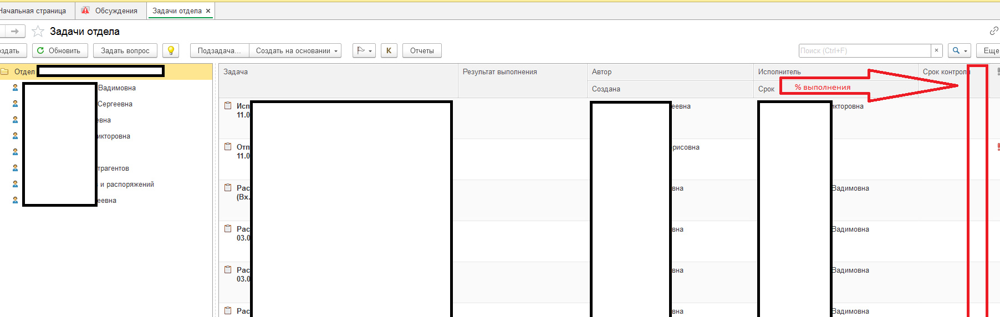 Начальная страница
Обсуждения
Задачи отдела ×
Задачи отдела
оздать
Обновить
Задать вопрос
Подзадача...
Создать на основании
К
Отчеты
Поиск (Ctrl+F)
×
Еще
Отдел
Вадимовна
Сергеевна
евна
икторовна
трагентов
и распоряжений
еевна
Задача
Результат выполнения
Автор
Исполнитель
Срок контроля
Создана
Срок
% выполнения
Исп
11.0
еевна
икторовна
Отп
11.0
рисовна
Рас
(Вх.
вна
Вадимовна
Рас
03.0
вна
Вадимовна
Рас
03.0
вна
Вадимовна
Рас
вна
Вадимовна